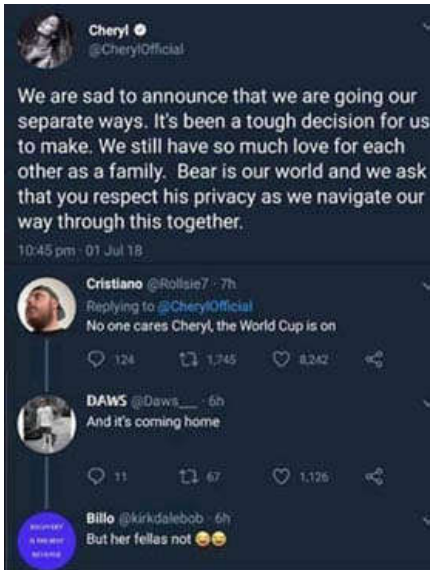 Cheryl
@CherylOfficial
We are sad to announce that we are going our
separate ways. It's been a tough decision for us
to make. We still have so much love for each
other as a family. Bear is our world and we ask
that you respect his privacy as we navigate our
way through this together.
10:45 pm · 01 Jul 18
Cristiano @Rollsie7 · 7h
Replying to @CherylOfficial
No one cares Cheryl, the World Cup is on
124 1,745 8,242
DAWS @Daws__ · 6h
And it's coming home
11 67 1,126
Billo @kirkdalebob · 6h
But her fellas not 😂😂